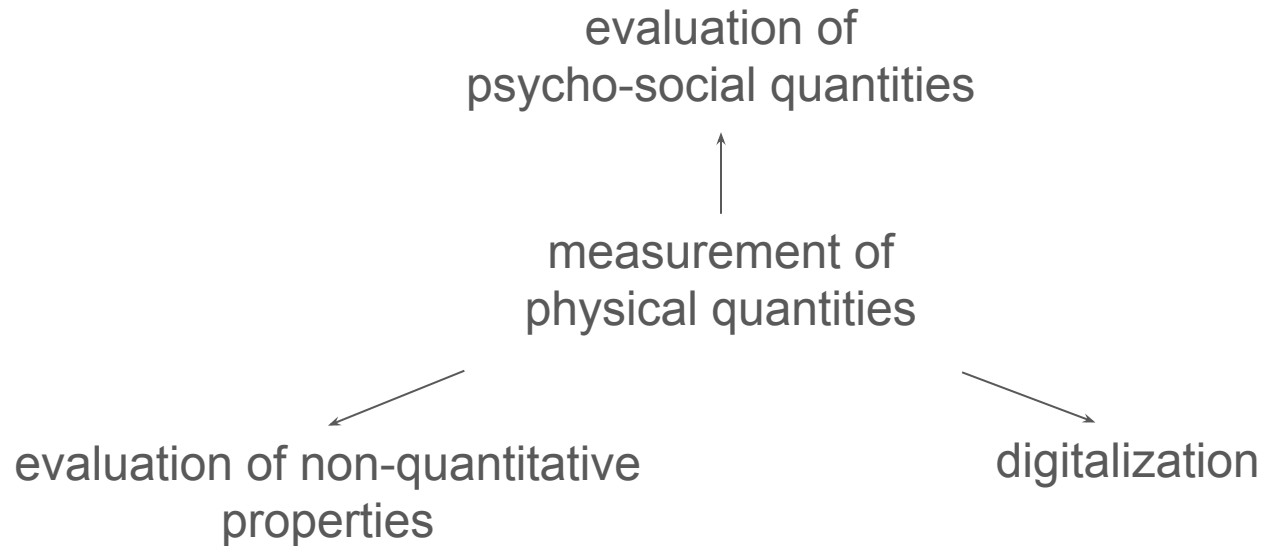 evaluation of
psycho-social quantities
measurement of
physical quantities
evaluation of non-quantitative
properties
digitalization